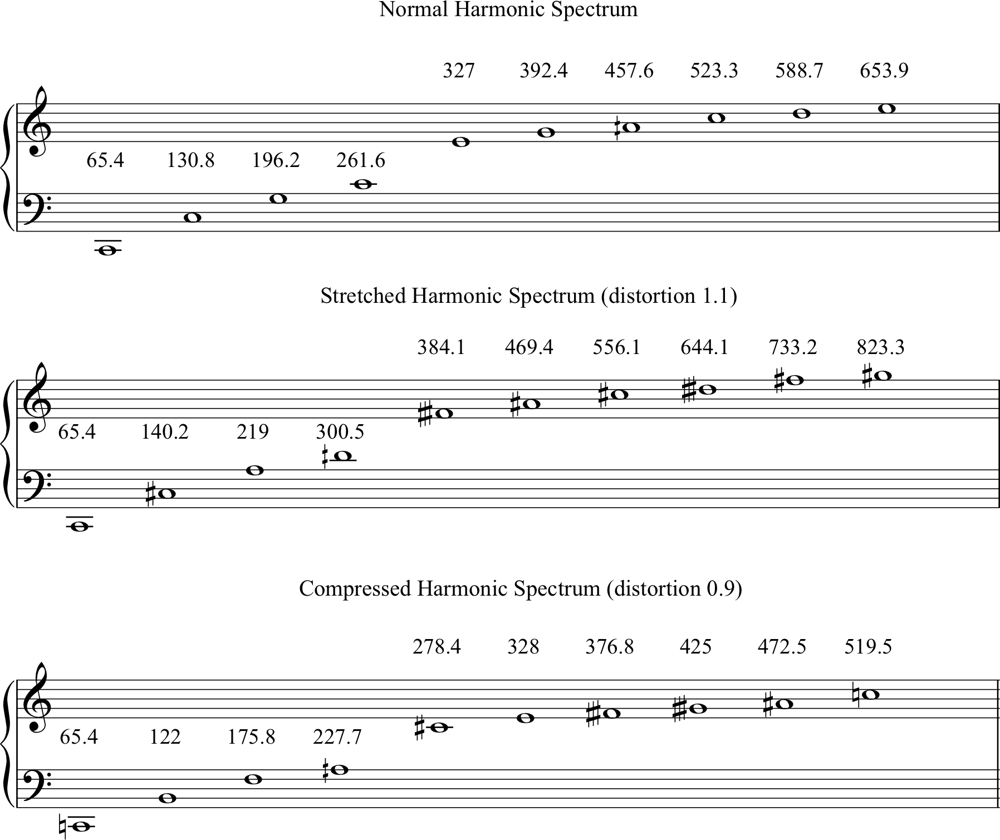 Normal Harmonic Spectrum
327 392.4 457.6 523.3 588.7 653.9
65.4 130.8 196.2 261.6
Stretched Harmonic Spectrum (distortion 1.1)
384.1 469.4 556.1 644.1 733.2 823.3
65.4 140.2 219 300.5
Compressed Harmonic Spectrum (distortion 0.9)
278.4 328 376.8 425 472.5 519.5
65.4 122 175.8 227.7